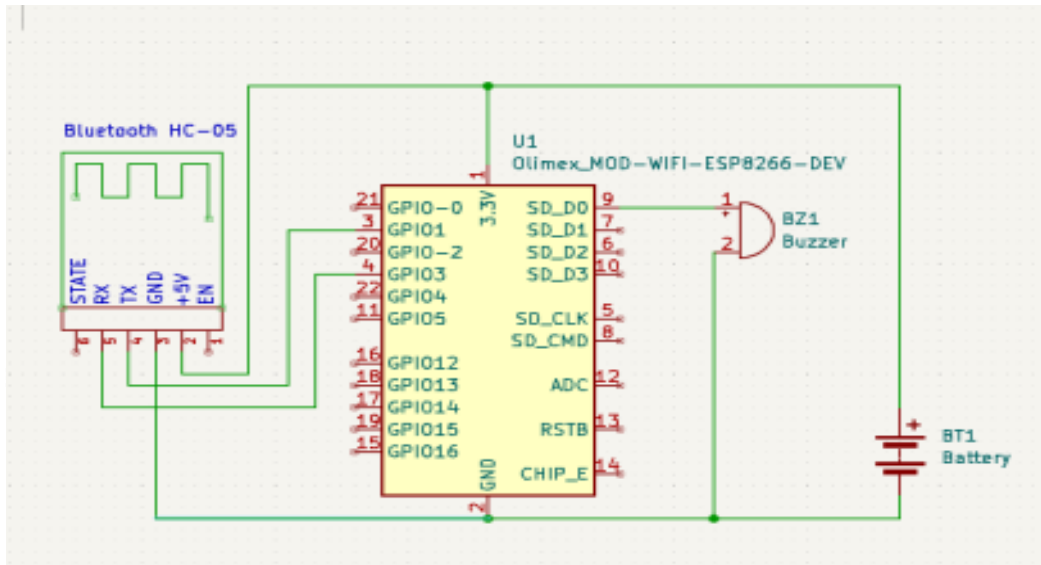 Bluetooth HC-05
STATE
RX
TX
GND
+5V
EN
6
5
4
3
2
1
U1
Olimex_MOD-WIFI-ESP8266-DEV
1
3.3V
21 GPIO-0
3 GPIO1
20 GPIO-2
4 GPIO3
22 GPIO4
11 GPIO5
16 GPIO12
18 GPIO13
17 GPIO14
19 GPIO15
15 GPIO16
SD_D0 9
SD_D1 7
SD_D2 6
SD_D3 10
SD_CLK 5
SD_CMD 8
ADC 12
RSTB 13
CHIP_E 14
GND
2
1
+
2
BZ1
Buzzer
+
BT1
Battery